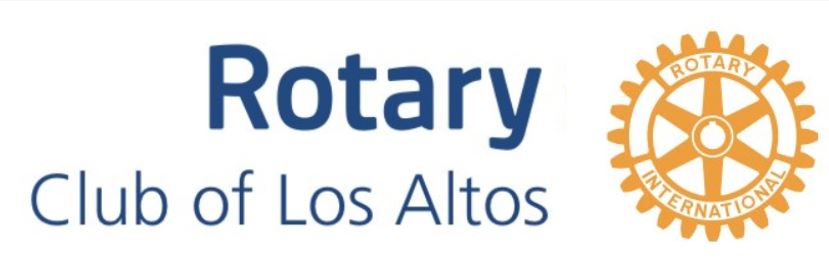 Rotary
Club of Los Altos
ROTARY
INTERNATIONAL